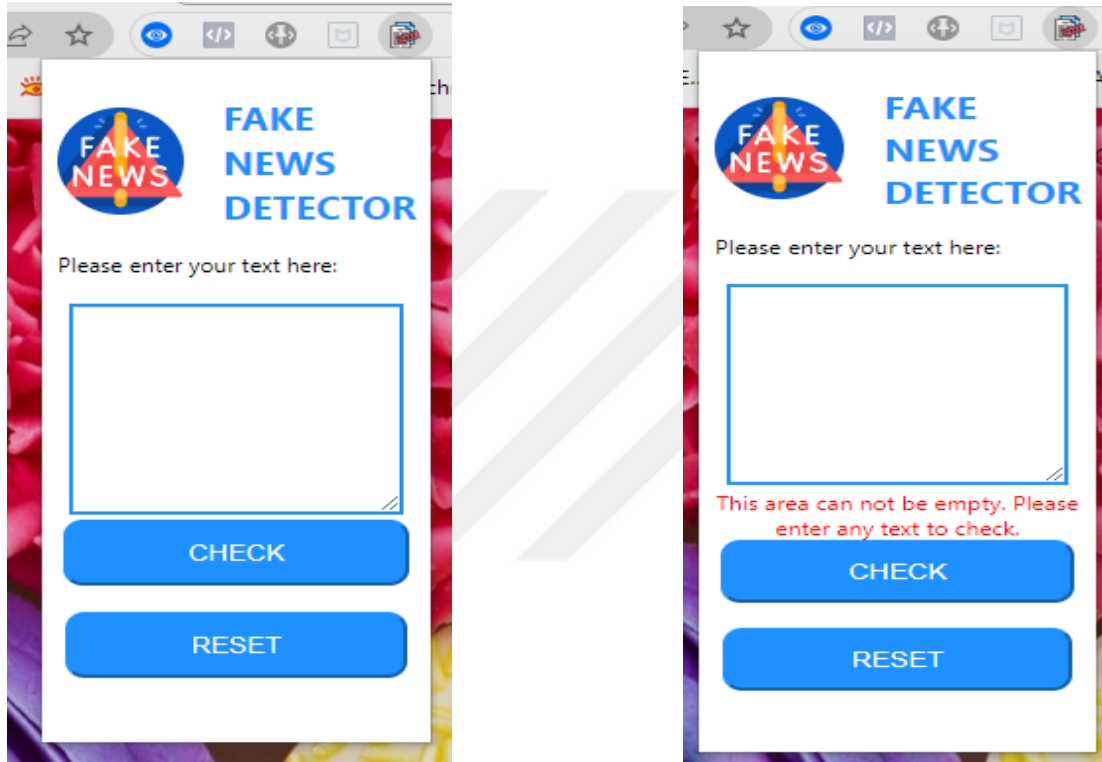 FAKE
NEWS
FAKE
NEWS
DETECTOR
Please enter your text here:
CHECK
RESET
FAKE
NEWS
FAKE
NEWS
DETECTOR
Please enter your text here:
This area can not be empty. Please
enter any text to check.
CHECK
RESET